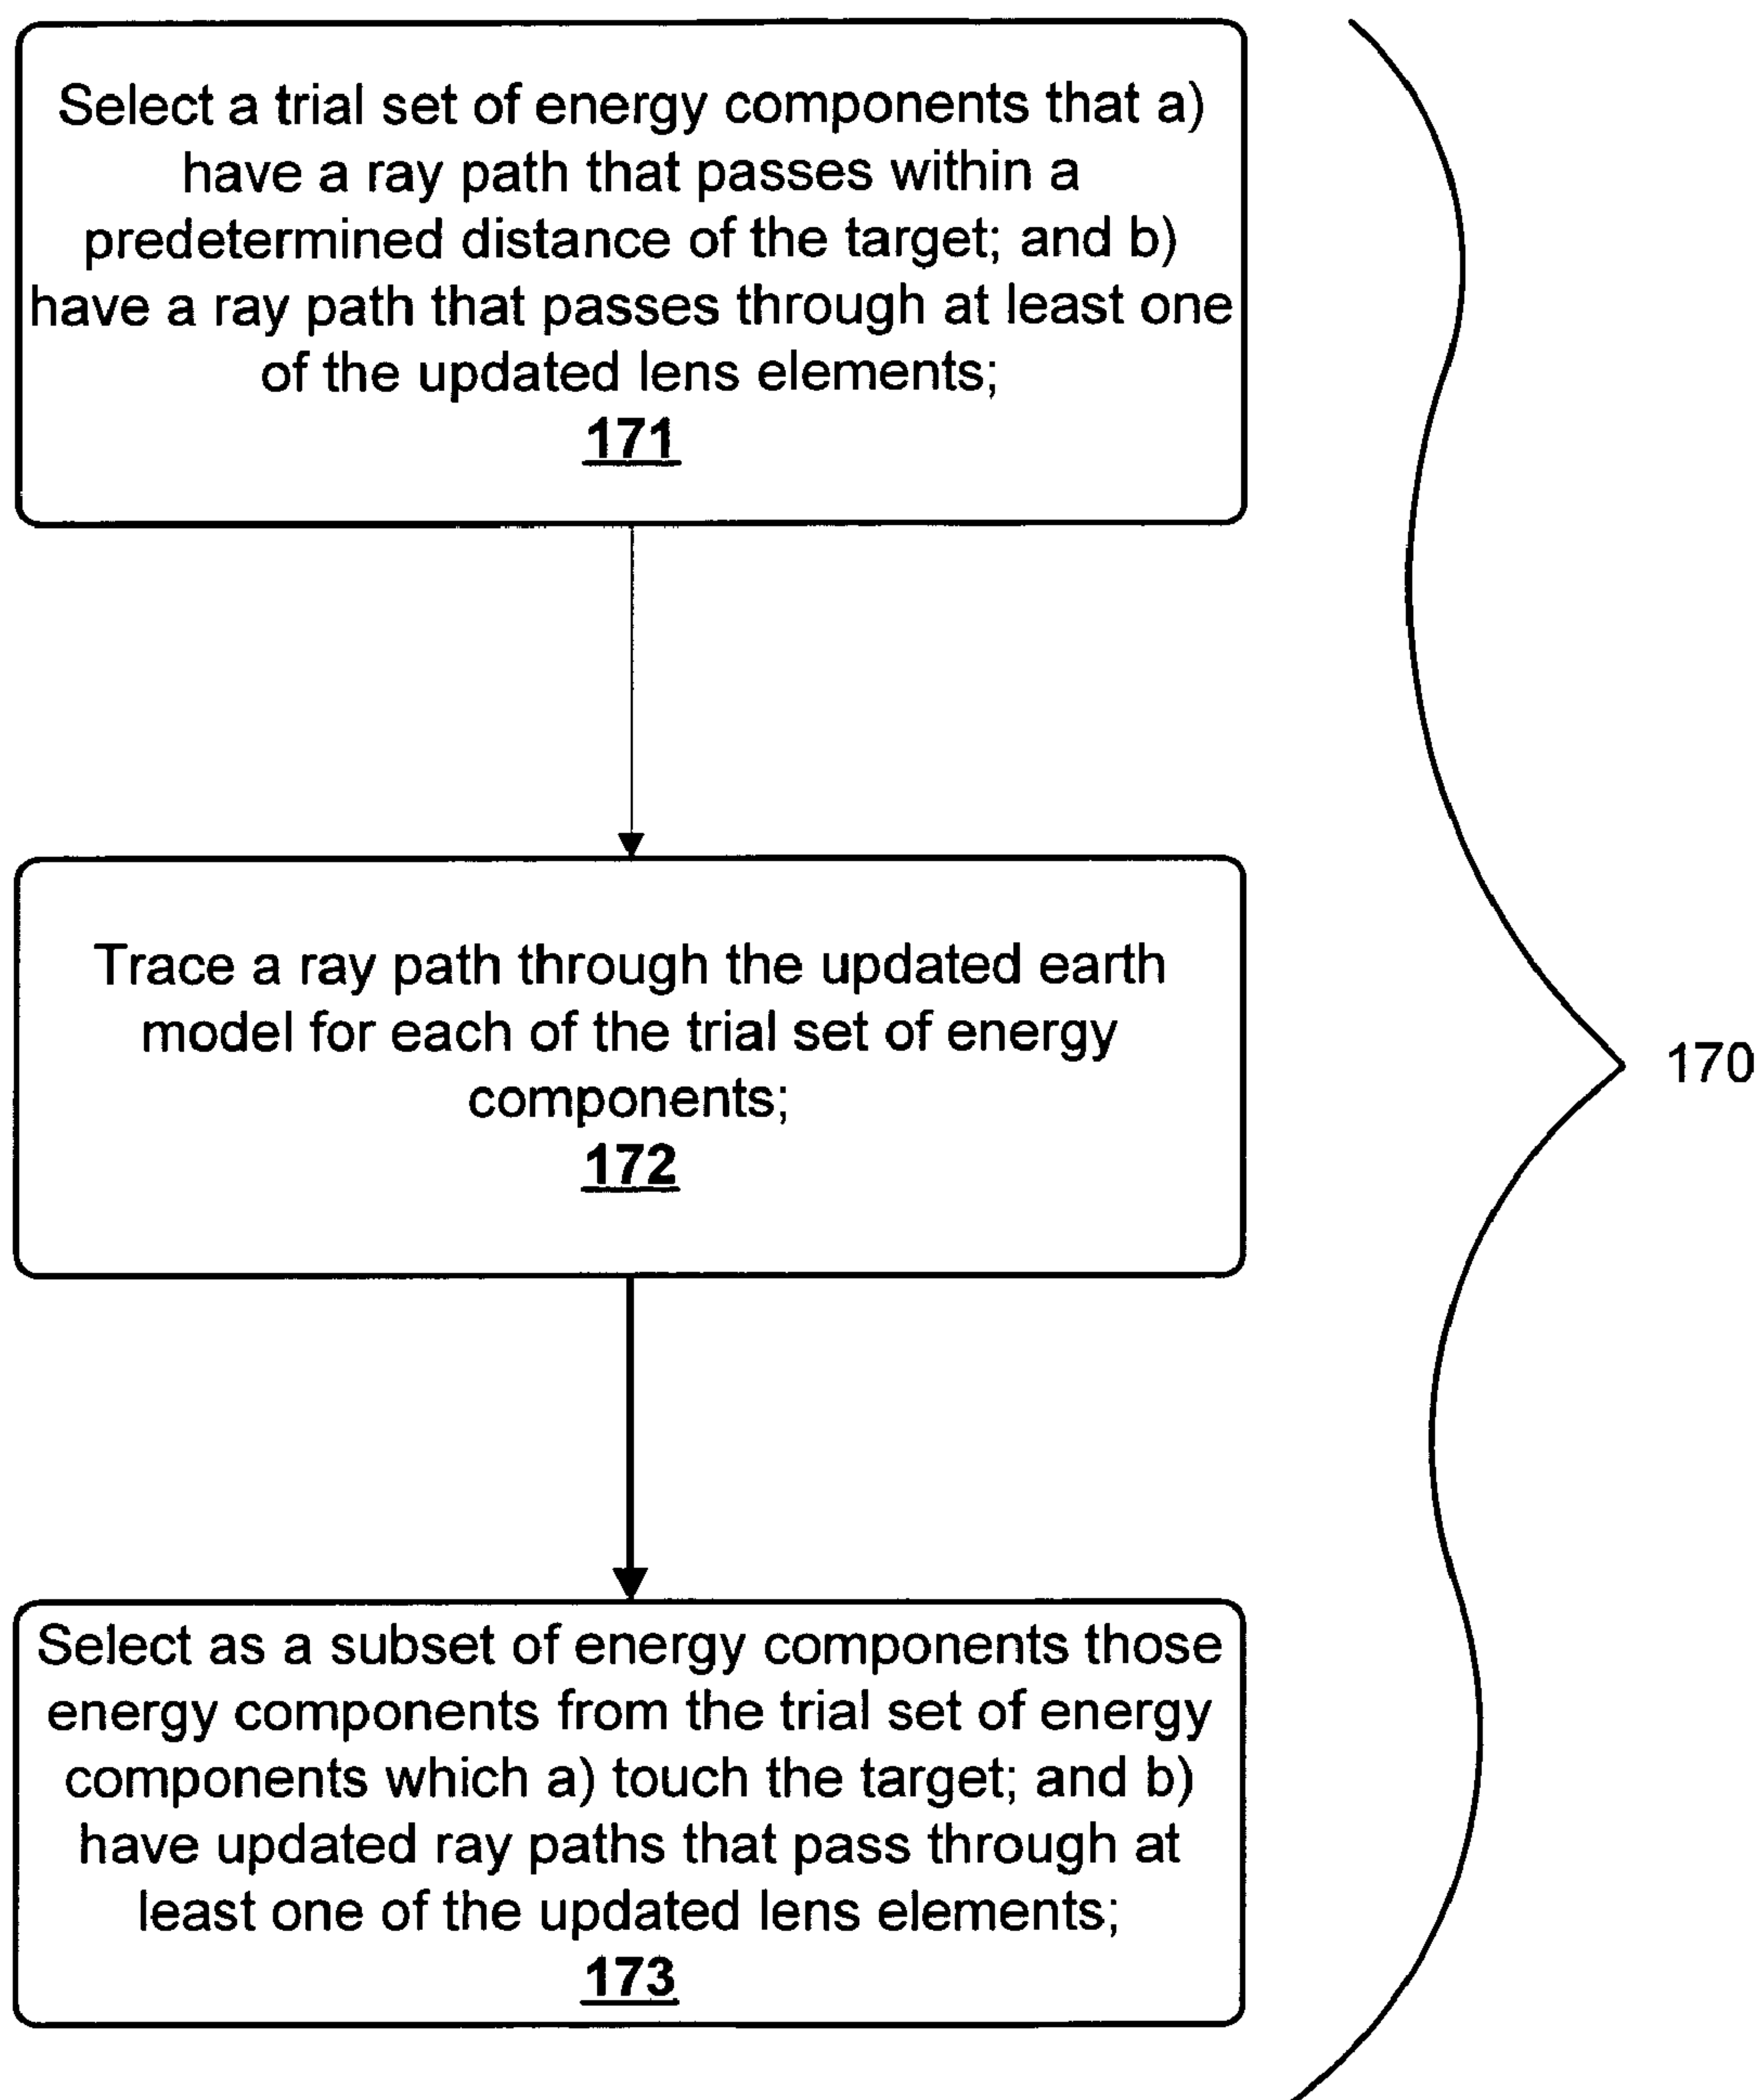 Select a trial set of energy components that a)
have a ray path that passes within a
predetermined distance of the target; and b)
have a ray path that passes through at least one
of the updated lens elements;
171
Trace a ray path through the updated earth
model for each of the trial set of energy
components;
172
170
Select as a subset of energy components those
energy components from the trial set of energy
components which a) touch the target; and b)
have updated ray paths that pass through at
least one of the updated lens elements;
173